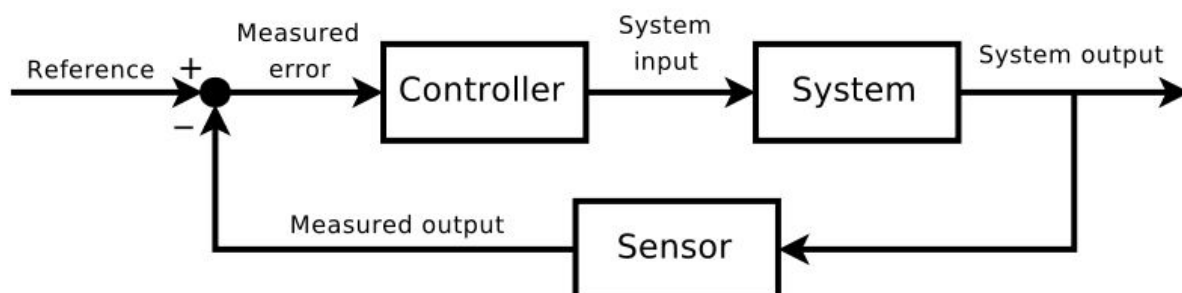 Reference
+
−
Measured
error
Controller
System
input
System
System output
Measured output
Sensor